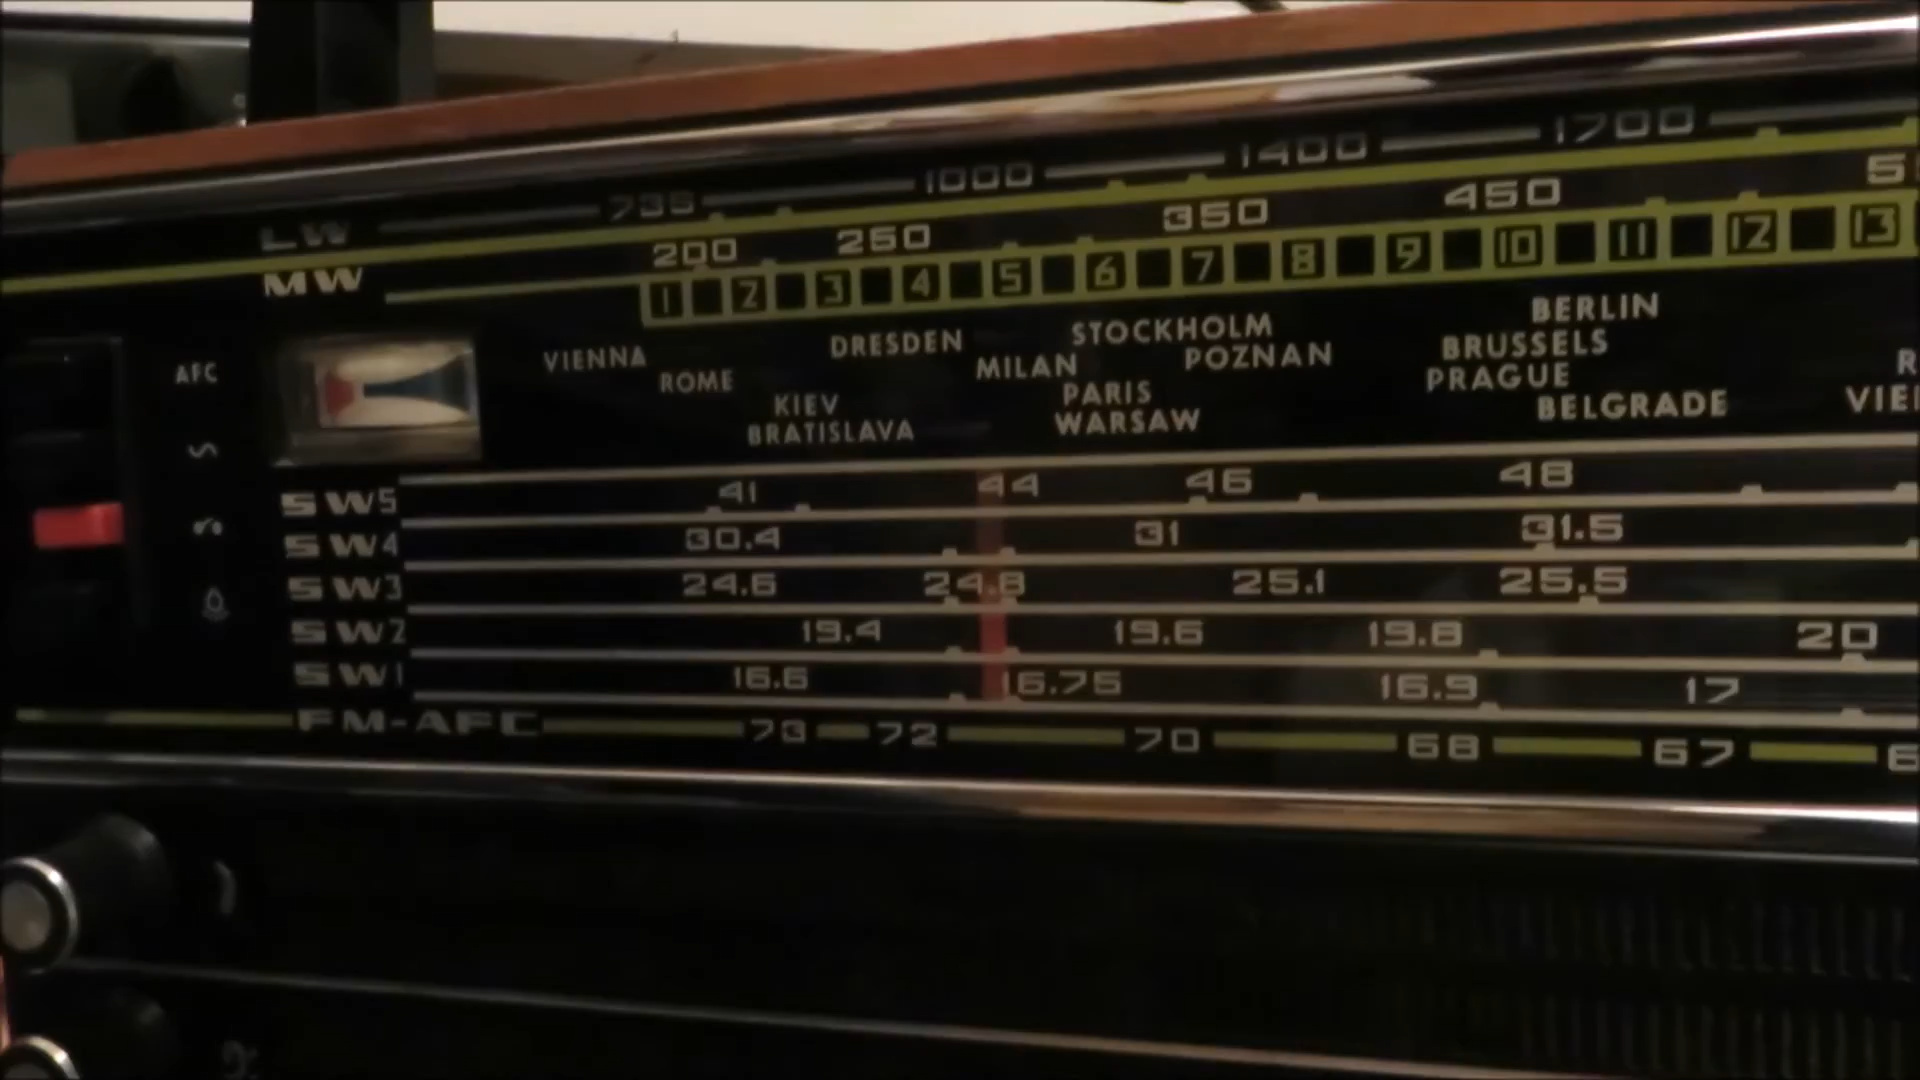 LW 735 1000 1400 1700
MW 200 250 350 450
1 2 3 4 5 6 7 8 9 10 11 12 13
BERLIN
DRESDEN STOCKHOLM BRUSSELS
VIENNA MILAN POZNAN PRAGUE
ROME PARIS BELGRADE
KIEV WARSAW
BRATISLAVA
AFC
SW5 41 44 46 48
SW4 30.4 31 31.5
SW3 24.6 24.8 25.1 25.5
SW2 19.4 19.6 19.8 20
SW1 16.6 16.75 16.9 17
FM-AFC 73 72 70 68 67